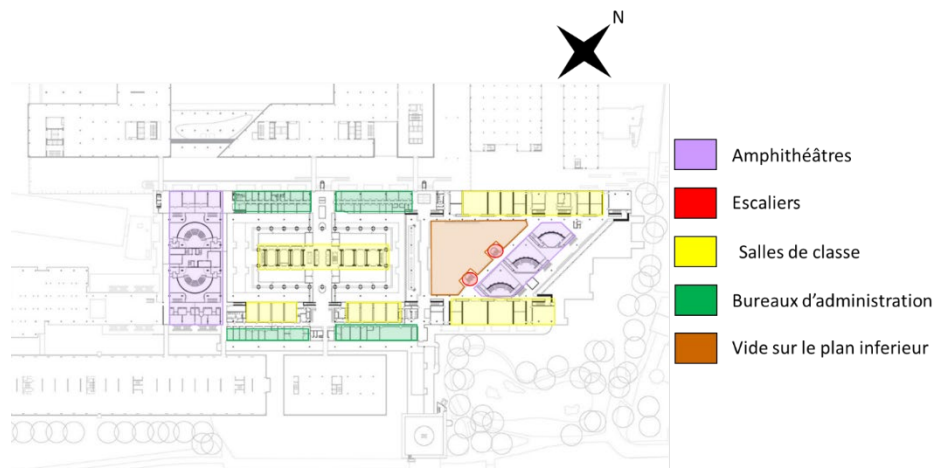 N
Amphithéâtres
Escaliers
Salles de classe
Bureaux d’administration
Vide sur le plan inferieur